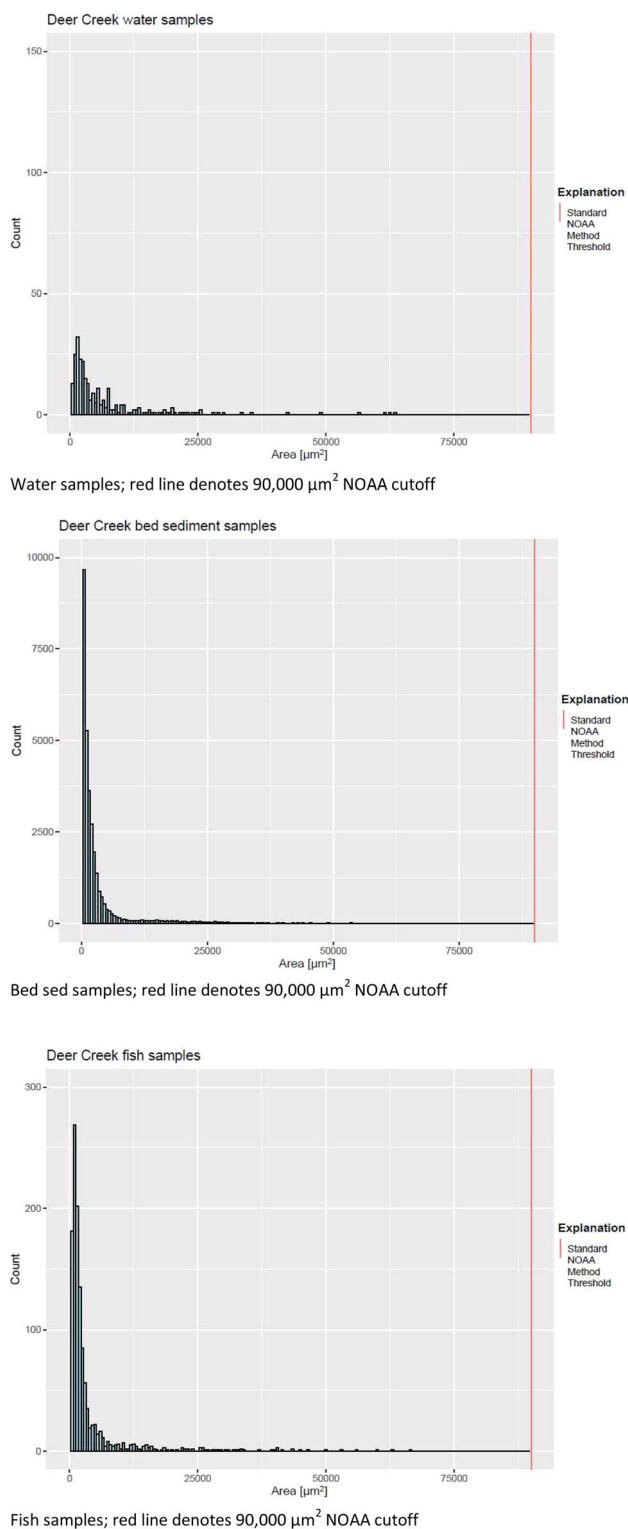 Deer Creek water samples
150
100
50
0
Count
0 25000 50000 75000
Area [µm²]
Explanation
Standard
NOAA
Method
Threshold
Water samples; red line denotes 90,000 µm² NOAA cutoff
Deer Creek bed sediment samples
10000
7500
5000
2500
0
Count
0 25000 50000 75000
Area [µm²]
Explanation
Standard
NOAA
Method
Threshold
Bed sed samples; red line denotes 90,000 µm² NOAA cutoff
Deer Creek fish samples
300
200
100
0
Count
0 25000 50000 75000
Area [µm²]
Explanation
Standard
NOAA
Method
Threshold
Fish samples; red line denotes 90,000 µm² NOAA cutoff